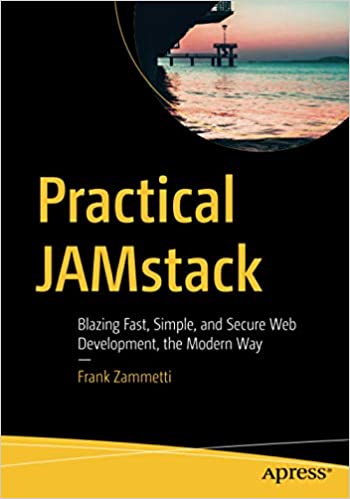 Practical
JAMstack
Blazing Fast, Simple, and Secure Web
Development, the Modern Way
—
Frank Zammetti
Apress®